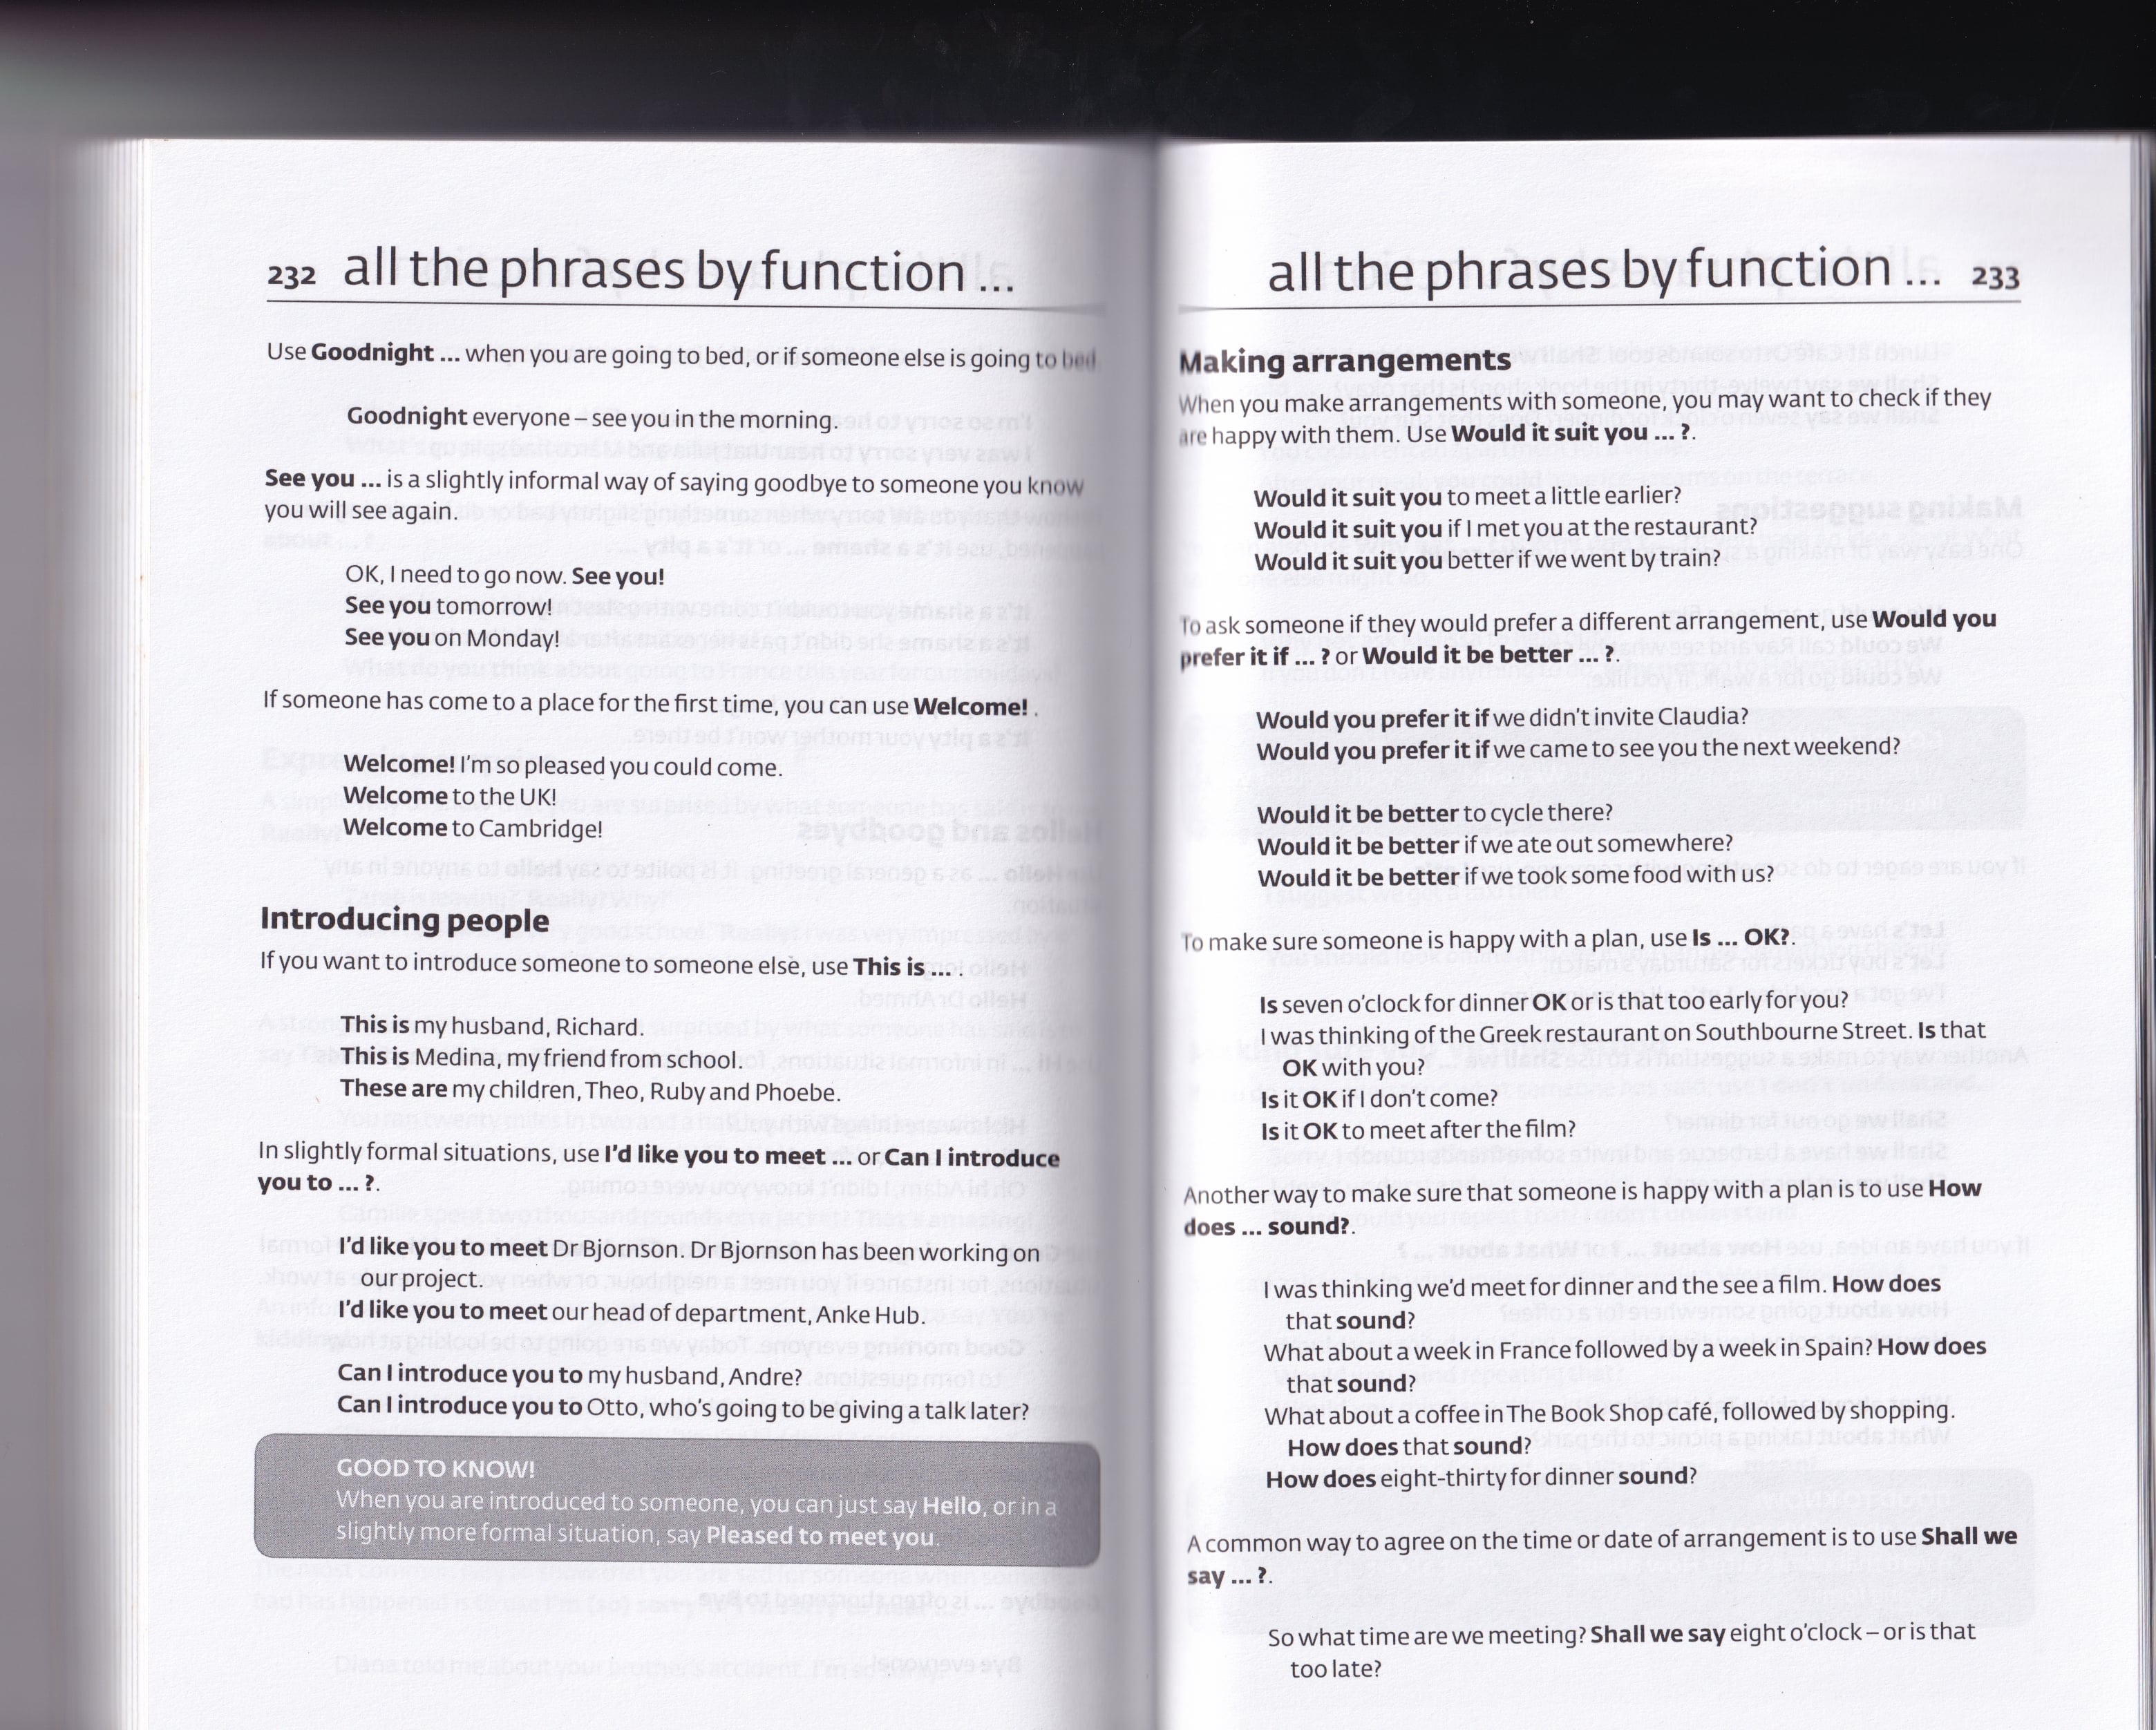 232 all the phrases by function ...
Use Goodnight ... when you are going to bed, or if someone else is going to bed.
Goodnight everyone – see you in the morning.
See you ... is a slightly informal way of saying goodbye to someone you know
you will see again.
OK, I need to go now. See you!
See you tomorrow!
See you on Monday!
If someone has come to a place for the first time, you can use Welcome! .
Welcome! I'm so pleased you could come.
Welcome to the UK!
Welcome to Cambridge!
Introducing people
If you want to introduce someone to someone else, use This is ... .
This is my husband, Richard.
This is Medina, my friend from school.
These are my children, Theo, Ruby and Phoebe.
In slightly formal situations, use I'd like you to meet ... or Can I introduce
you to ... ?.
I'd like you to meet Dr Bjornson. Dr Bjornson has been working on
our project.
I'd like you to meet our head of department, Anke Hub.
Can I introduce you to my husband, Andre?
Can I introduce you to Otto, who's going to be giving a talk later?
GOOD TO KNOW!
When you are introduced to someone, you can just say Hello, or in a
slightly more formal situation, say Pleased to meet you.
all the phrases by function ... 233
Making arrangements
When you make arrangements with someone, you may want to check if they
are happy with them. Use Would it suit you ... ?.
Would it suit you to meet a little earlier?
Would it suit you if I met you at the restaurant?
Would it suit you better if we went by train?
To ask someone if they would prefer a different arrangement, use Would you
prefer it if ... ? or Would it be better ... ?.
Would you prefer it if we didn't invite Claudia?
Would you prefer it if we came to see you the next weekend?
Would it be better to cycle there?
Would it be better if we ate out somewhere?
Would it be better if we took some food with us?
To make sure someone is happy with a plan, use Is ... OK?.
Is seven o'clock for dinner OK or is that too early for you?
I was thinking of the Greek restaurant on Southbourne Street. Is that
OK with you?
Is it OK if I don't come?
Is it OK to meet after the film?
Another way to make sure that someone is happy with a plan is to use How
does ... sound?.
I was thinking we'd meet for dinner and the see a film. How does
that sound?
What about a week in France followed by a week in Spain? How does
that sound?
What about a coffee in The Book Shop café, followed by shopping.
How does that sound?
How does eight-thirty for dinner sound?
A common way to agree on the time or date of arrangement is to use Shall we
say ... ?.
So what time are we meeting? Shall we say eight o'clock – or is that
too late?